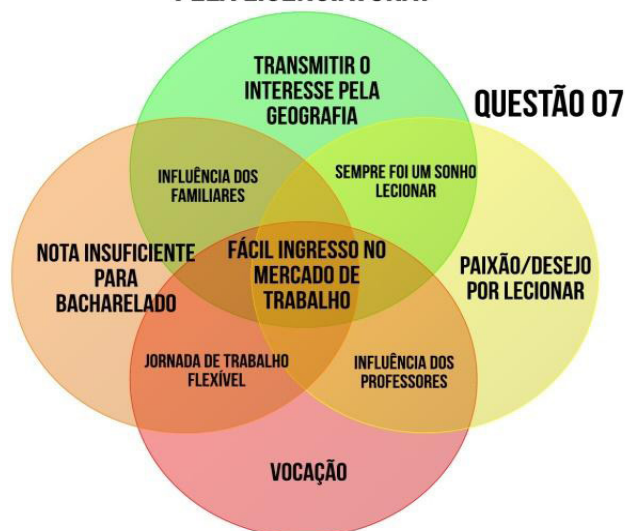 TRANSMITIR O
INTERESSE PELA
GEOGRAFIA
QUESTÃO 07
INFLUÊNCIA DOS
FAMILIARES
SEMPRE FOI UM SONHO
LECIONAR
NOTA INSUFICIENTE
PARA
BACHARELADO
FÁCIL INGRESSO NO
MERCADO DE
TRABALHO
PAIXÃO/DESEJO
POR LECIONAR
JORNADA DE TRABALHO
FLEXÍVEL
INFLUÊNCIA DOS
PROFESSORES
VOCAÇÃO